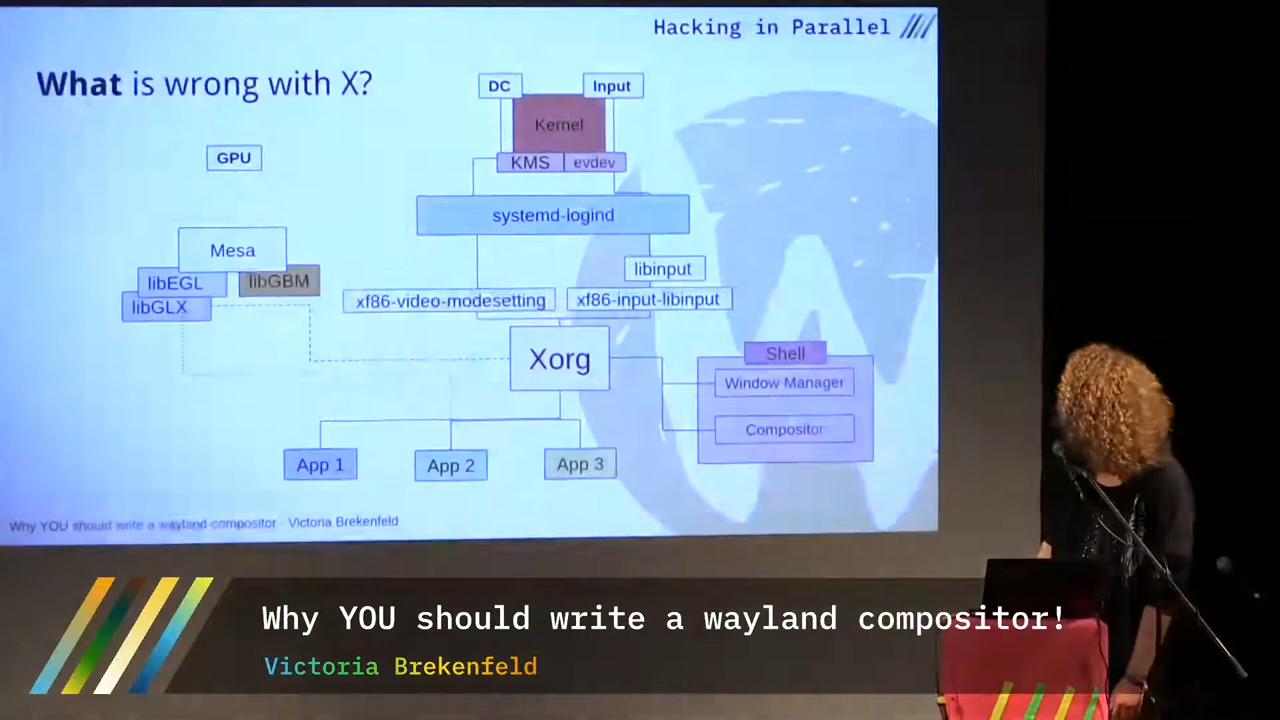 Hacking in Parallel
What is wrong with X?
DC
Input
Kernel
GPU
KMS
evdev
systemd-logind
Mesa
libinput
libEGL
libGBM
libGLX
xf86-video-modesetting
xf86-input-libinput
Xorg
Shell
Window Manager
Compositor
App 1
App 2
App 3
Why YOU should write a wayland compositor - Victoria Brekenfeld
Why YOU should write a wayland compositor!
Victoria Brekenfeld